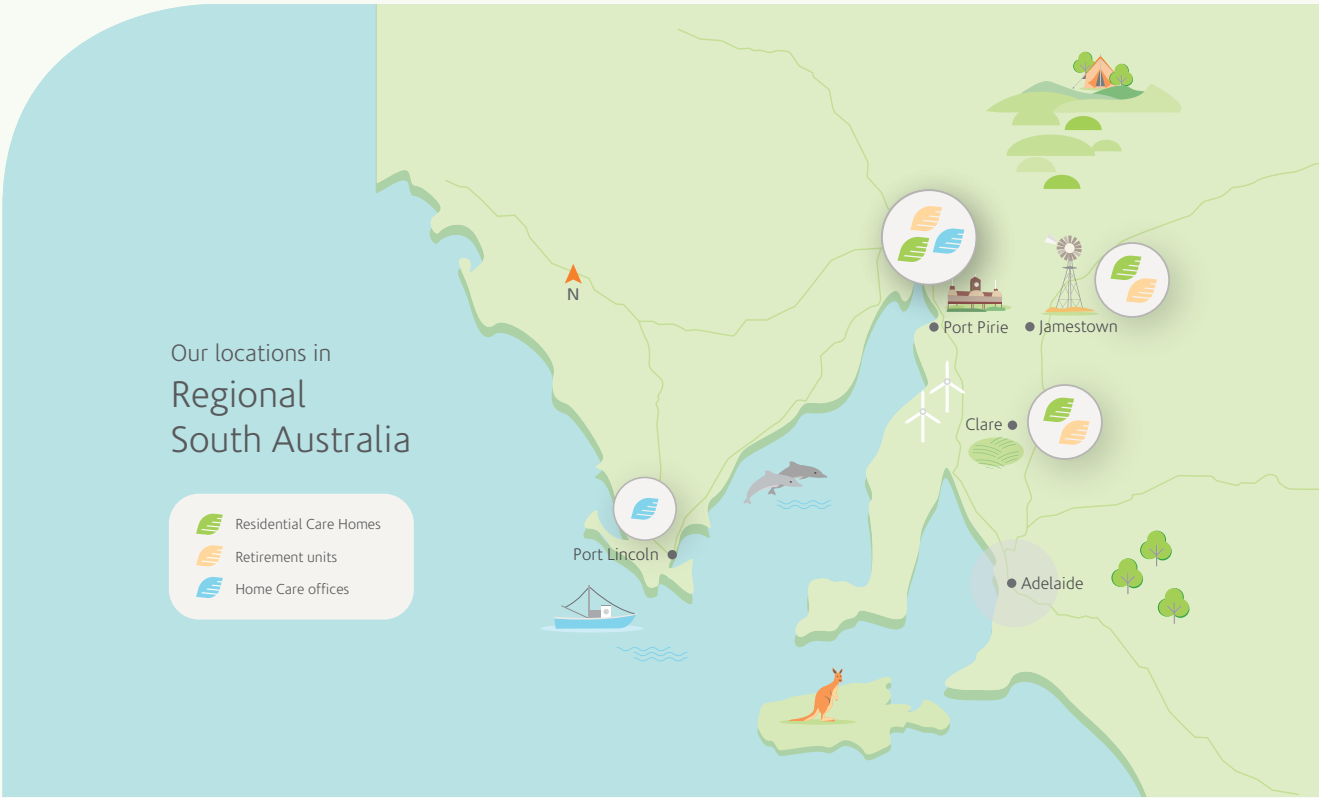 Our locations in
Regional
South Australia
Residential Care Homes
Retirement units
Home Care offices
N
Port Pirie
Jamestown
Clare
Port Lincoln
Adelaide